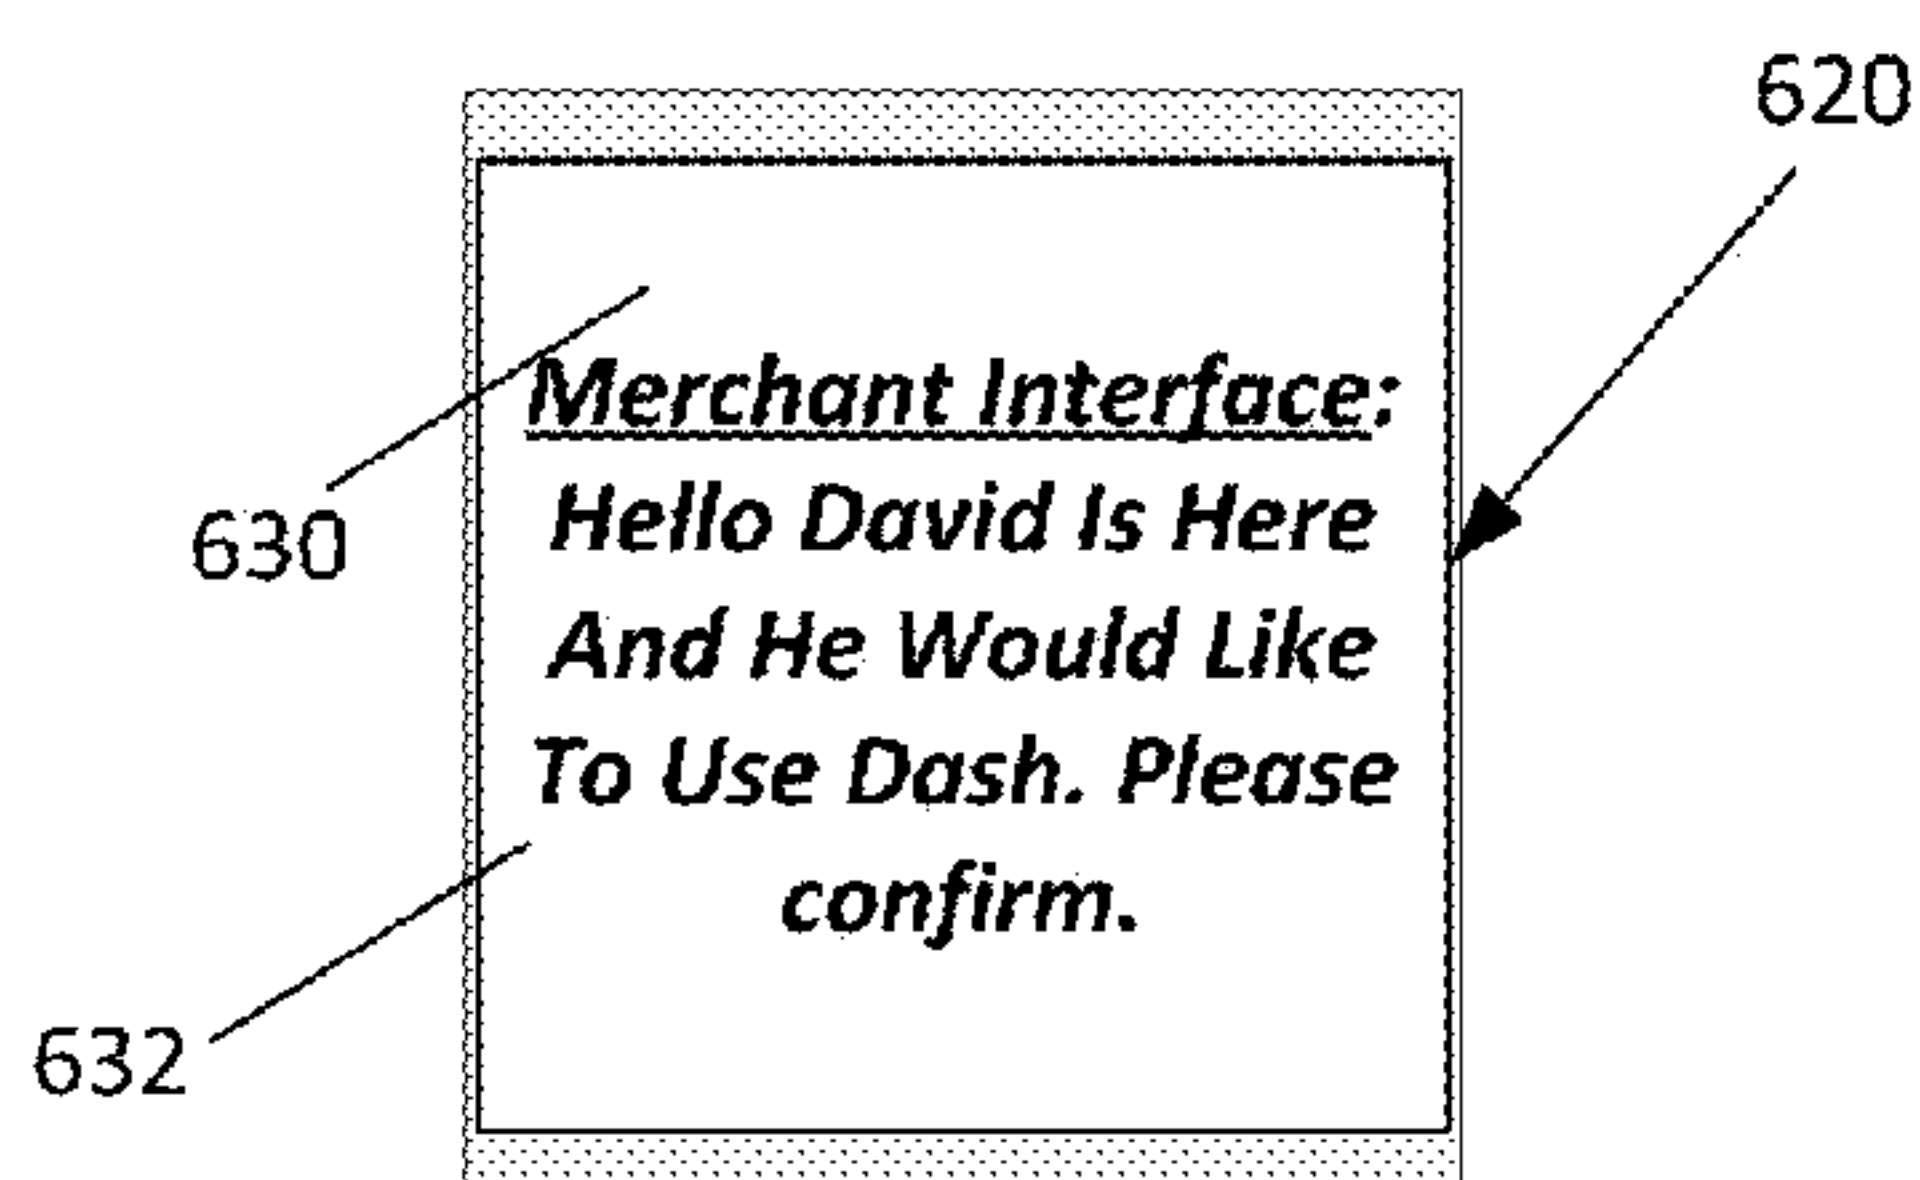 620
Merchant Interface:
630
Hello David Is Here
And He Would Like
To Use Dash. Please
confirm.
632